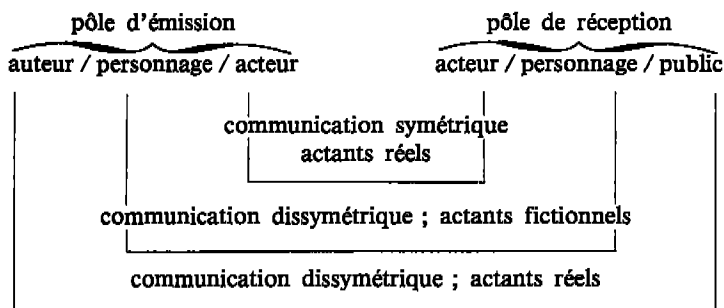 pôle d'émission pôle de réception
auteur / personnage / acteur acteur / personnage / public
communication symétrique
actants réels
communication dissymétrique ; actants fictionnels
communication dissymétrique ; actants réels